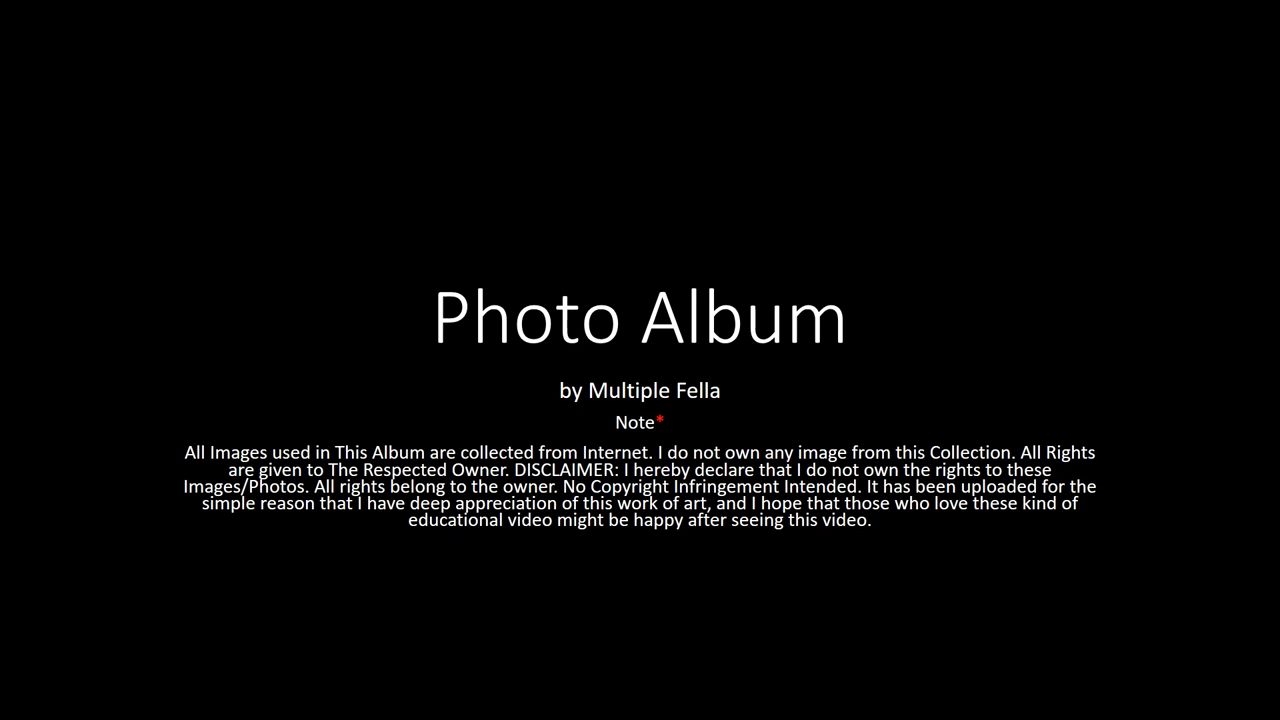 Photo Album
by Multiple Fella
Note*
All Images used in This Album are collected from Internet. I do not own any image from this Collection. All Rights
are given to The Respected Owner. DISCLAIMER: I hereby declare that I do not own the rights to these
Images/Photos. All rights belong to the owner. No Copyright Infringement Intended. It has been uploaded for the
simple reason that I have deep appreciation of this work of art, and I hope that those who love these kind of
educational video might be happy after seeing this video.